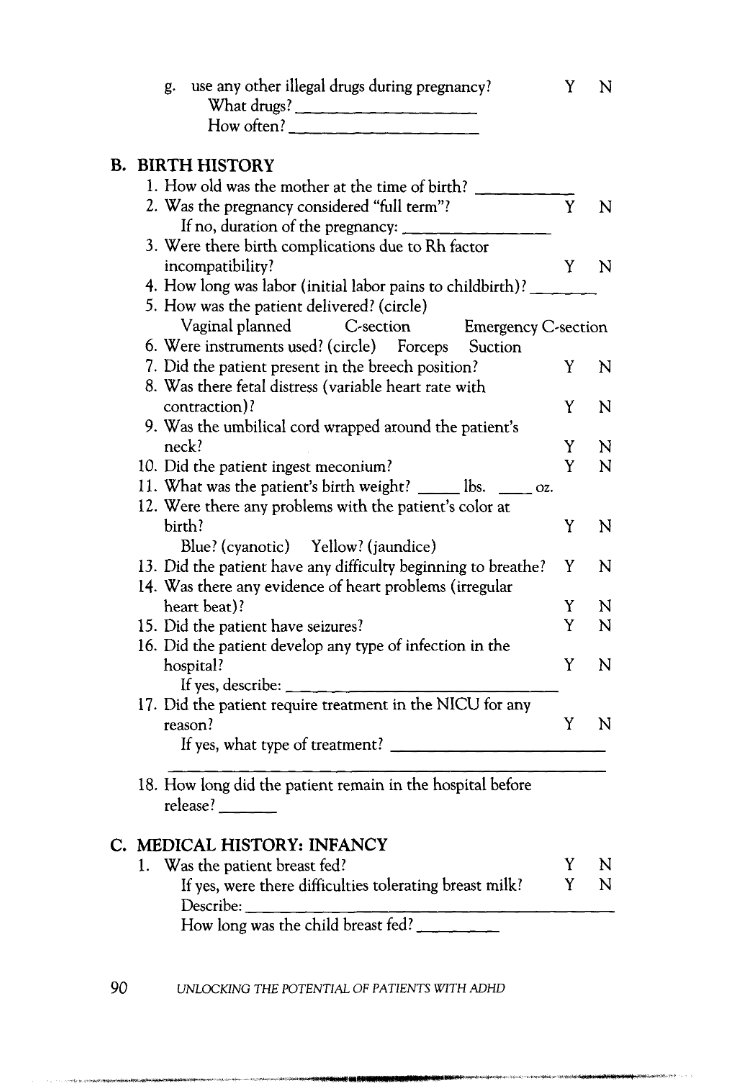 g. use any other illegal drugs during pregnancy? Y N
What drugs? ____________________
How often? ____________________
B. BIRTH HISTORY
1. How old was the mother at the time of birth? ___________
2. Was the pregnancy considered “full term”? Y N
If no, duration of the pregnancy: ________________
3. Were there birth complications due to Rh factor
incompatibility? Y N
4. How long was labor (initial labor pains to childbirth)? _______
5. How was the patient delivered? (circle)
Vaginal planned C-section Emergency C-section
6. Were instruments used? (circle) Forceps Suction
7. Did the patient present in the breech position? Y N
8. Was there fetal distress (variable heart rate with
contraction)? Y N
9. Was the umbilical cord wrapped around the patient’s
neck? Y N
10. Did the patient ingest meconium? Y N
11. What was the patient’s birth weight? ____ lbs. ____ oz.
12. Were there any problems with the patient’s color at
birth? Y N
Blue? (cyanotic) Yellow? (jaundice)
13. Did the patient have any difficulty beginning to breathe? Y N
14. Was there any evidence of heart problems (irregular
heart beat)? Y N
15. Did the patient have seizures? Y N
16. Did the patient develop any type of infection in the
hospital? Y N
If yes, describe: ______________________________
17. Did the patient require treatment in the NICU for any
reason? Y N
If yes, what type of treatment? ________________________
18. How long did the patient remain in the hospital before
release? ______
C. MEDICAL HISTORY: INFANCY
1. Was the patient breast fed? Y N
If yes, were there difficulties tolerating breast milk? Y N
Describe: ________________________________________
How long was the child breast fed? _________
90 UNLOCKING THE POTENTIAL OF PATIENTS WITH ADHD